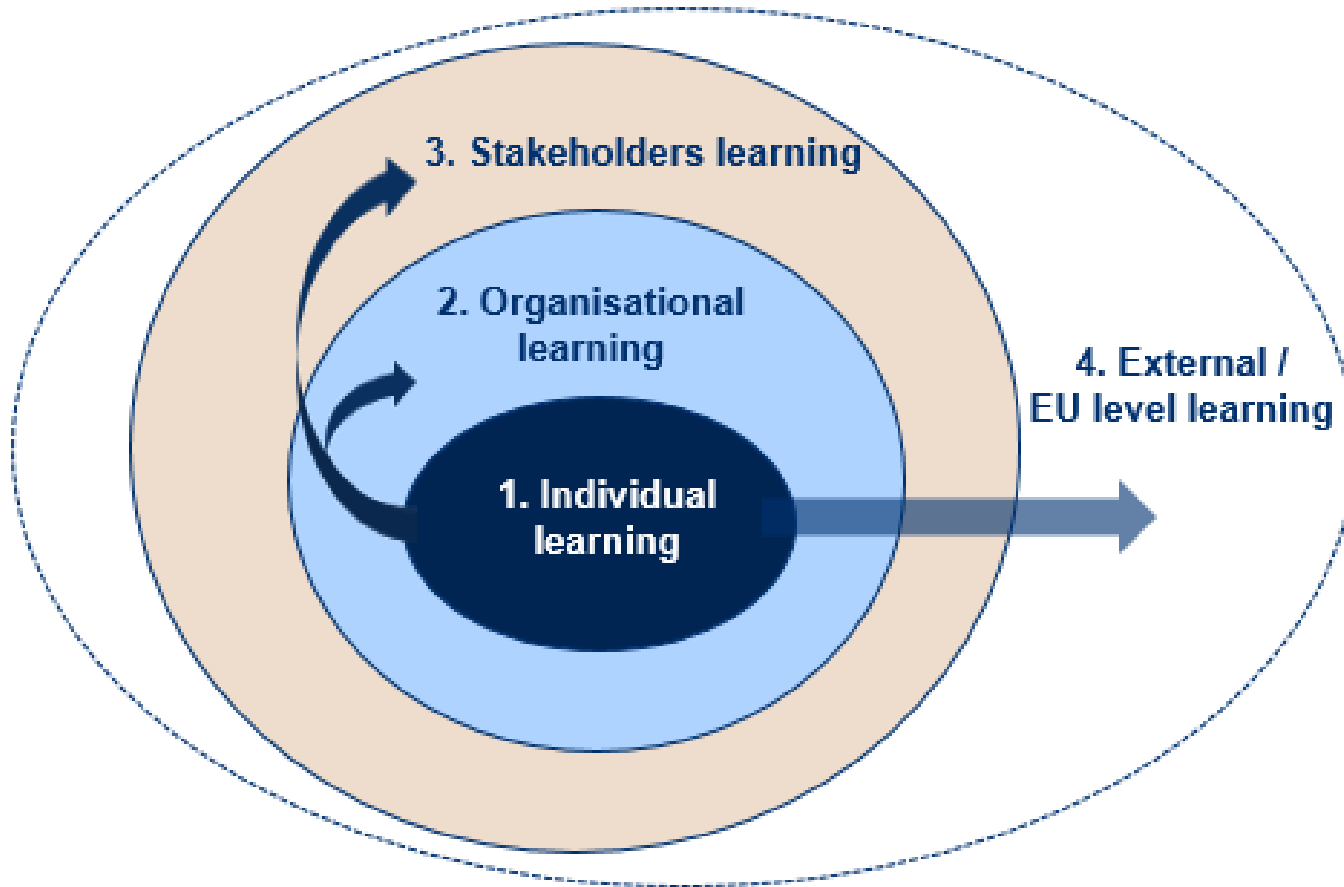 3. Stakeholders learning
2. Organisational
learning
4. External /
EU level learning
1. Individual
learning